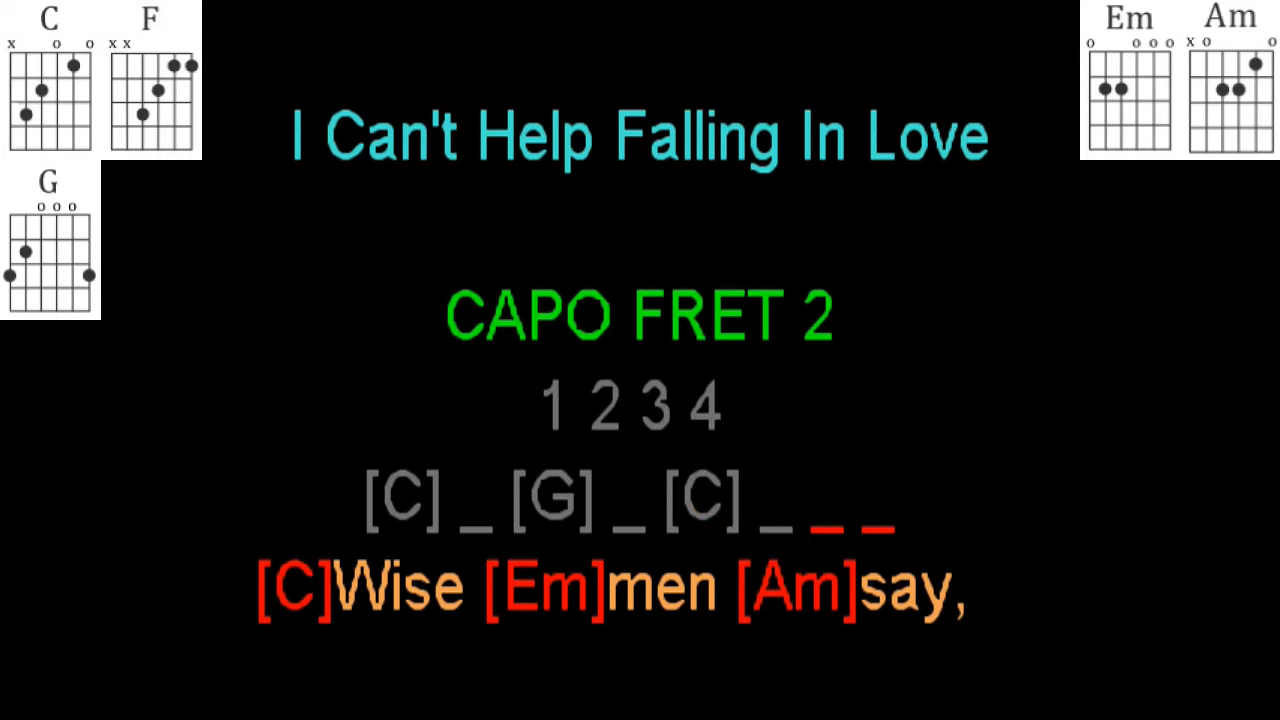 C F
x o o x x
G
o o o
Em Am
o o o o x o o
I Can't Help Falling In Love
CAPO FRET 2
1 2 3 4
[C] _ [G] _ [C] _ _ _
[C]Wise [Em]men [Am]say,